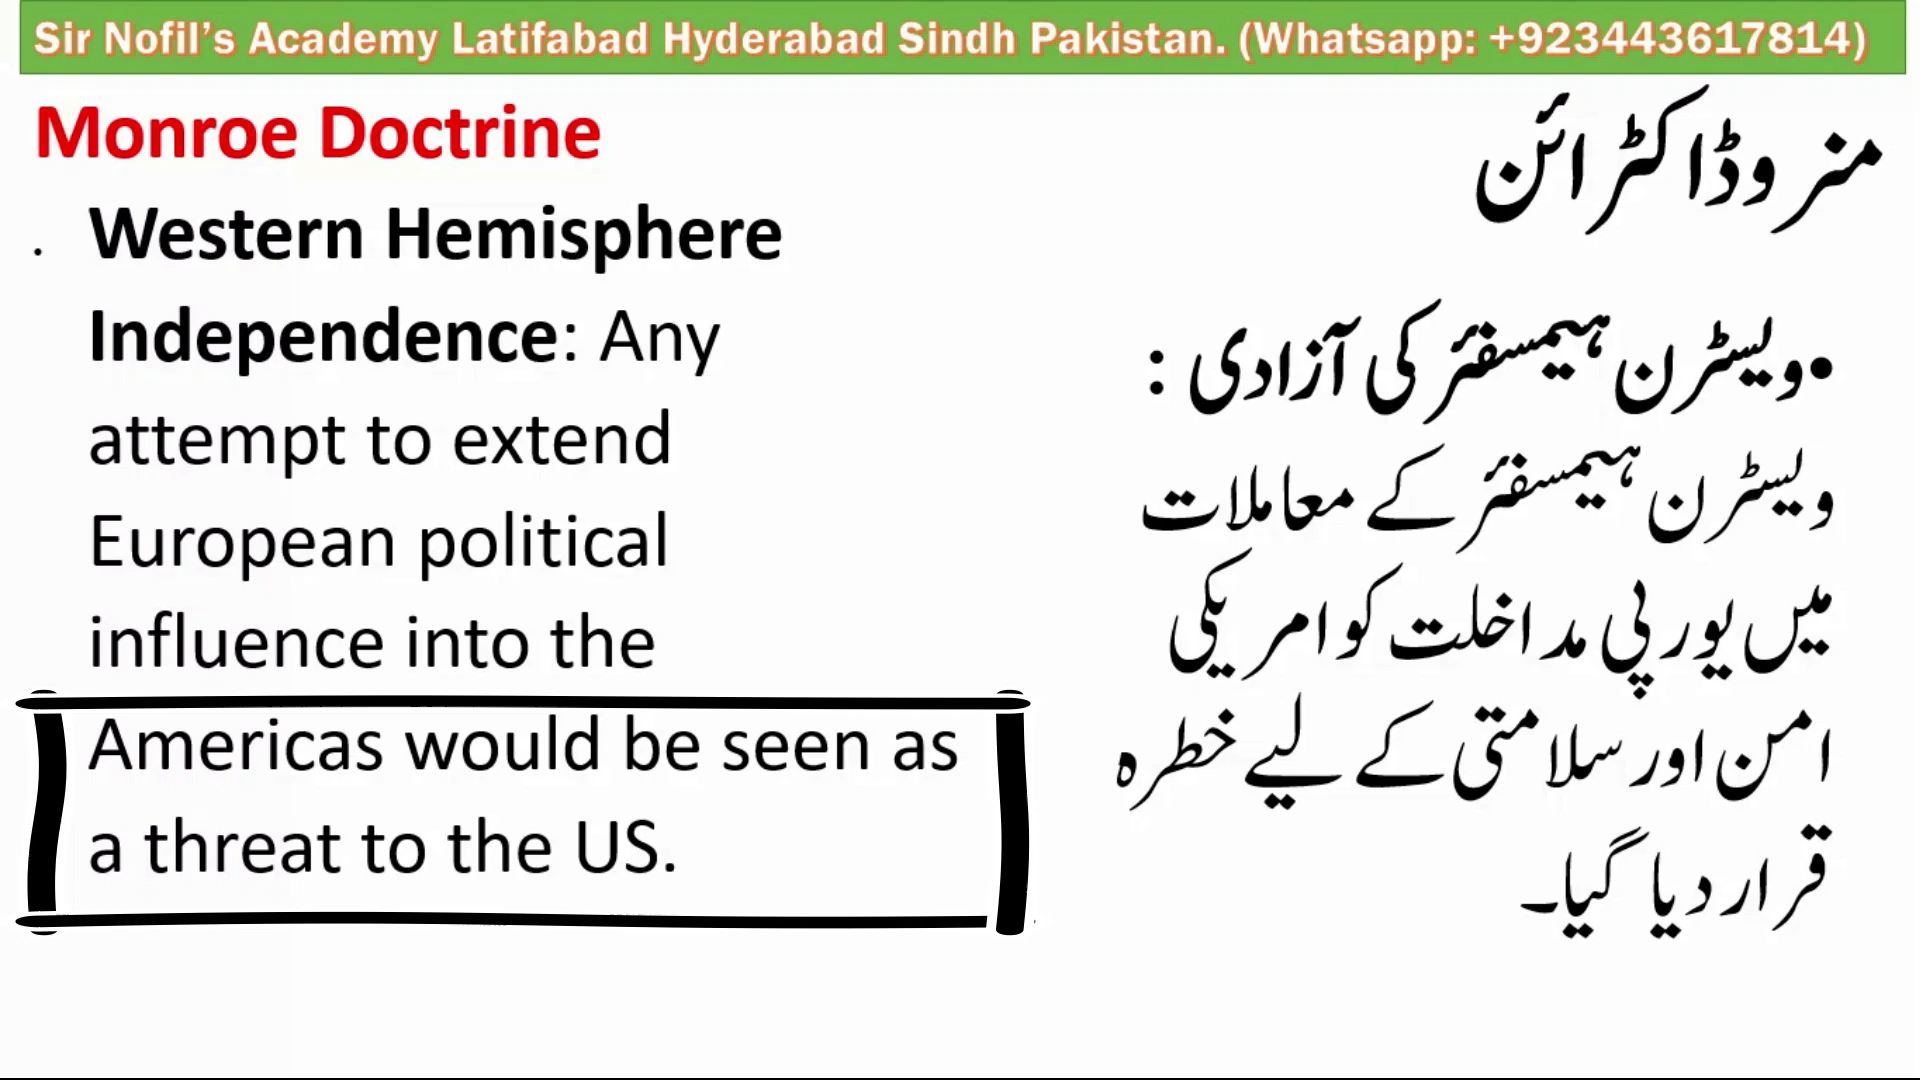 Sir Nofil’s Academy Latifabad Hyderabad Sindh Pakistan. (Whatsapp: +923443617814)
Monroe Doctrine
. Western Hemisphere
Independence: Any
attempt to extend
European political
influence into the
Americas would be seen as
a threat to the US.
منرو ڈاکٹرائن
•ویسٹرن ہیمسفئر کی آزادی :
ویسٹرن ہیمسفئر کے معاملات
میں یورپی مداخلت کو امریکی
امن اور سلامتی کے لیے خطرہ
قرار دیا گیا۔